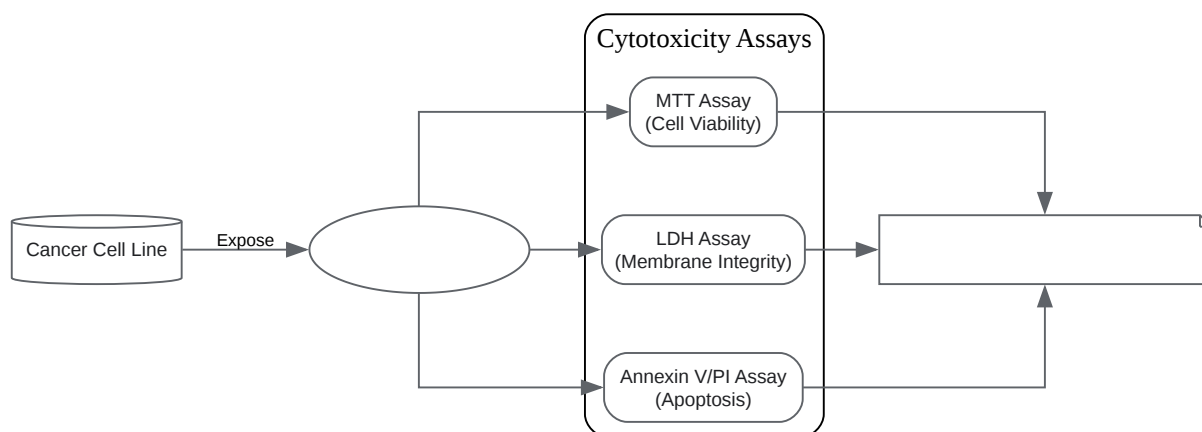 Cytotoxicity Assays
MTT Assay
(Cell Viability)
Cancer Cell Line
Expose
LDH Assay
(Membrane Integrity)
Annexin V/PI Assay
(Apoptosis)